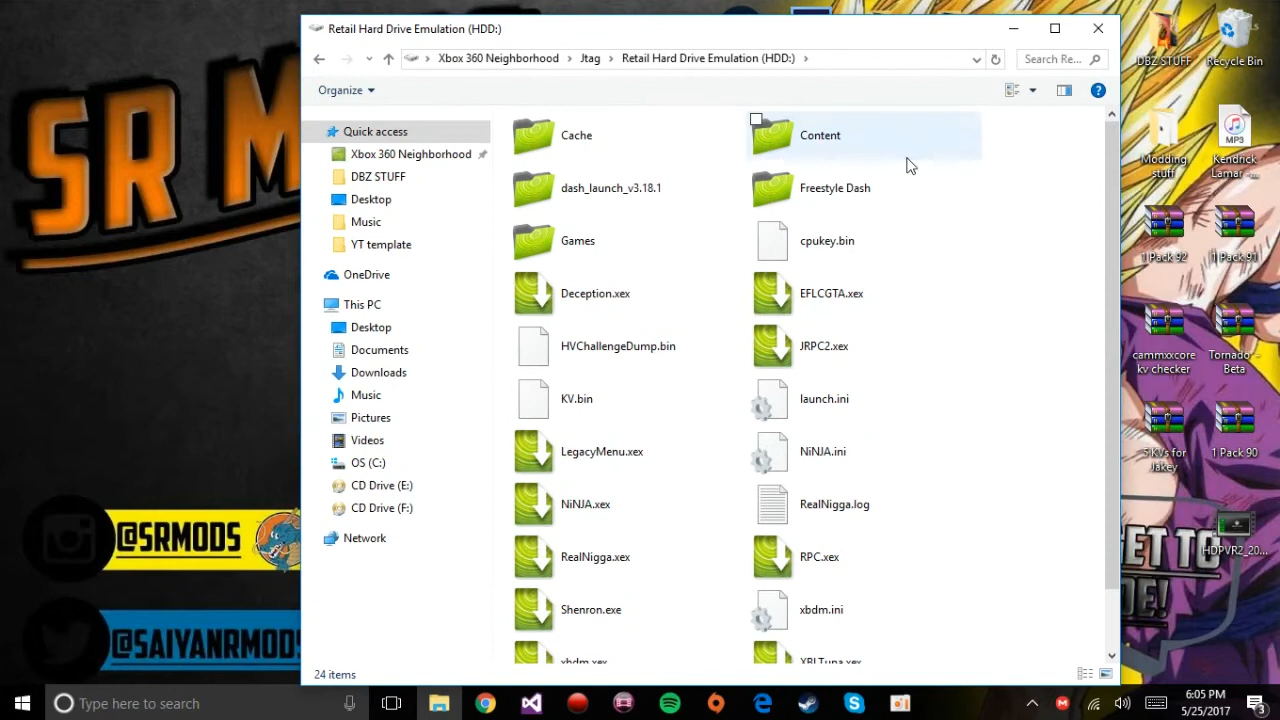 Retail Hard Drive Emulation (HDD:)
Xbox 360 Neighborhood
Jtag
Retail Hard Drive Emulation (HDD:)
Search Re...
Organize
Quick access
Xbox 360 Neighborhood
DBZ STUFF
Desktop
Music
YT template
OneDrive
This PC
Desktop
Documents
Downloads
Music
Pictures
Videos
OS (C:)
CD Drive (E:)
CD Drive (F:)
Network
Cache
Content
dash_launch_v3.18.1
Freestyle Dash
Games
cpukey.bin
Deception.xex
EFLCGTA.xex
HVChallengeDump.bin
JRPC2.xex
KV.bin
launch.ini
LegacyMenu.xex
NiNJA.ini
NiNJA.xex
RealNigga.log
RealNigga.xex
RPC.xex
Shenron.exe
xbdm.ini
xbdm.xex
XBLTuna.xex
24 items
SR M
@SRMODS
@SAIYANRMODS
DBZ STUFF
Recycle Bin
MP3
Modding stuff
Kendrick Lamar -...
1 Pack 92
1 Pack 91
cammxxcore kv checker
Tornado - Beta
5 KVs for Jakey
1 Pack 90
HDPVR2_20...
Type here to search
6:05 PM
5/25/2017
3